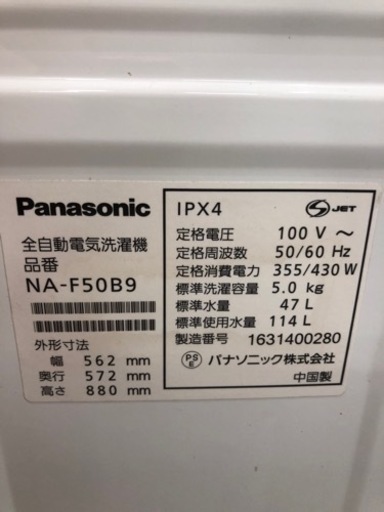 Panasonic
全自動電気洗濯機
品番
NA-F50B9
外形寸法
幅 562 mm
奥行 572 mm
高さ 880 mm
IPX4
S JET
定格電圧 100 V ～
定格周波数 50/60 Hz
定格消費電力 355/430 W
標準洗濯容量 5.0 kg
標準水量 47 L
標準使用水量 114 L
製造番号 1631400280
PS E パナソニック株式会社
中国製